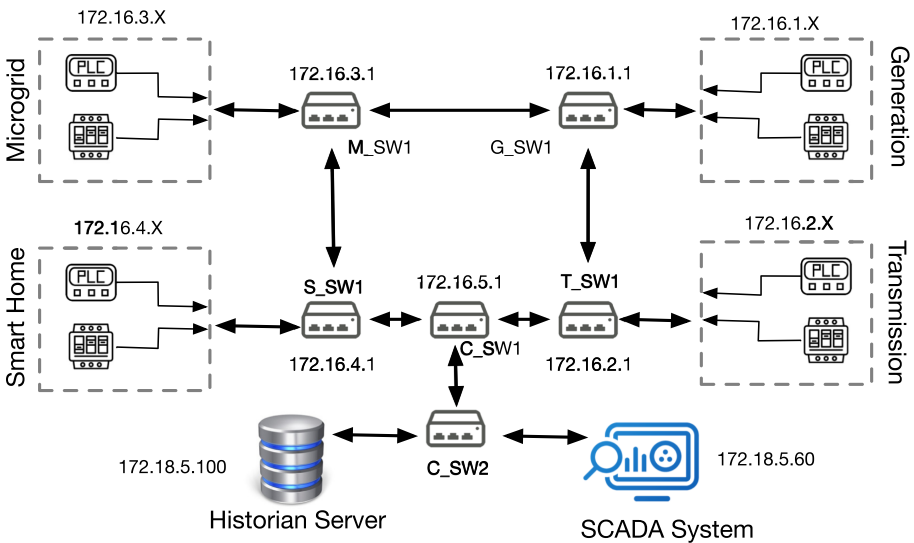 172.16.3.X
172.16.1.X
Microgrid
PLC
172.16.3.1
172.16.1.1
PLC
Generation
M_SW1
G_SW1
172.16.4.X
172.16.2.X
Smart Home
PLC
S_SW1
172.16.5.1
T_SW1
PLC
Transmission
C_SW1
172.16.4.1
172.16.2.1
172.18.5.100
C_SW2
172.18.5.60
Historian Server
SCADA System